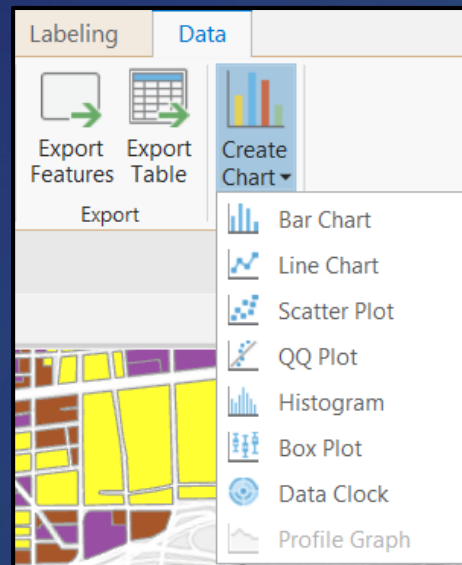 Labeling Data
Export Export Create
Features Table Chart
Export
Bar Chart
Line Chart
Scatter Plot
QQ Plot
Histogram
Box Plot
Data Clock
Profile Graph